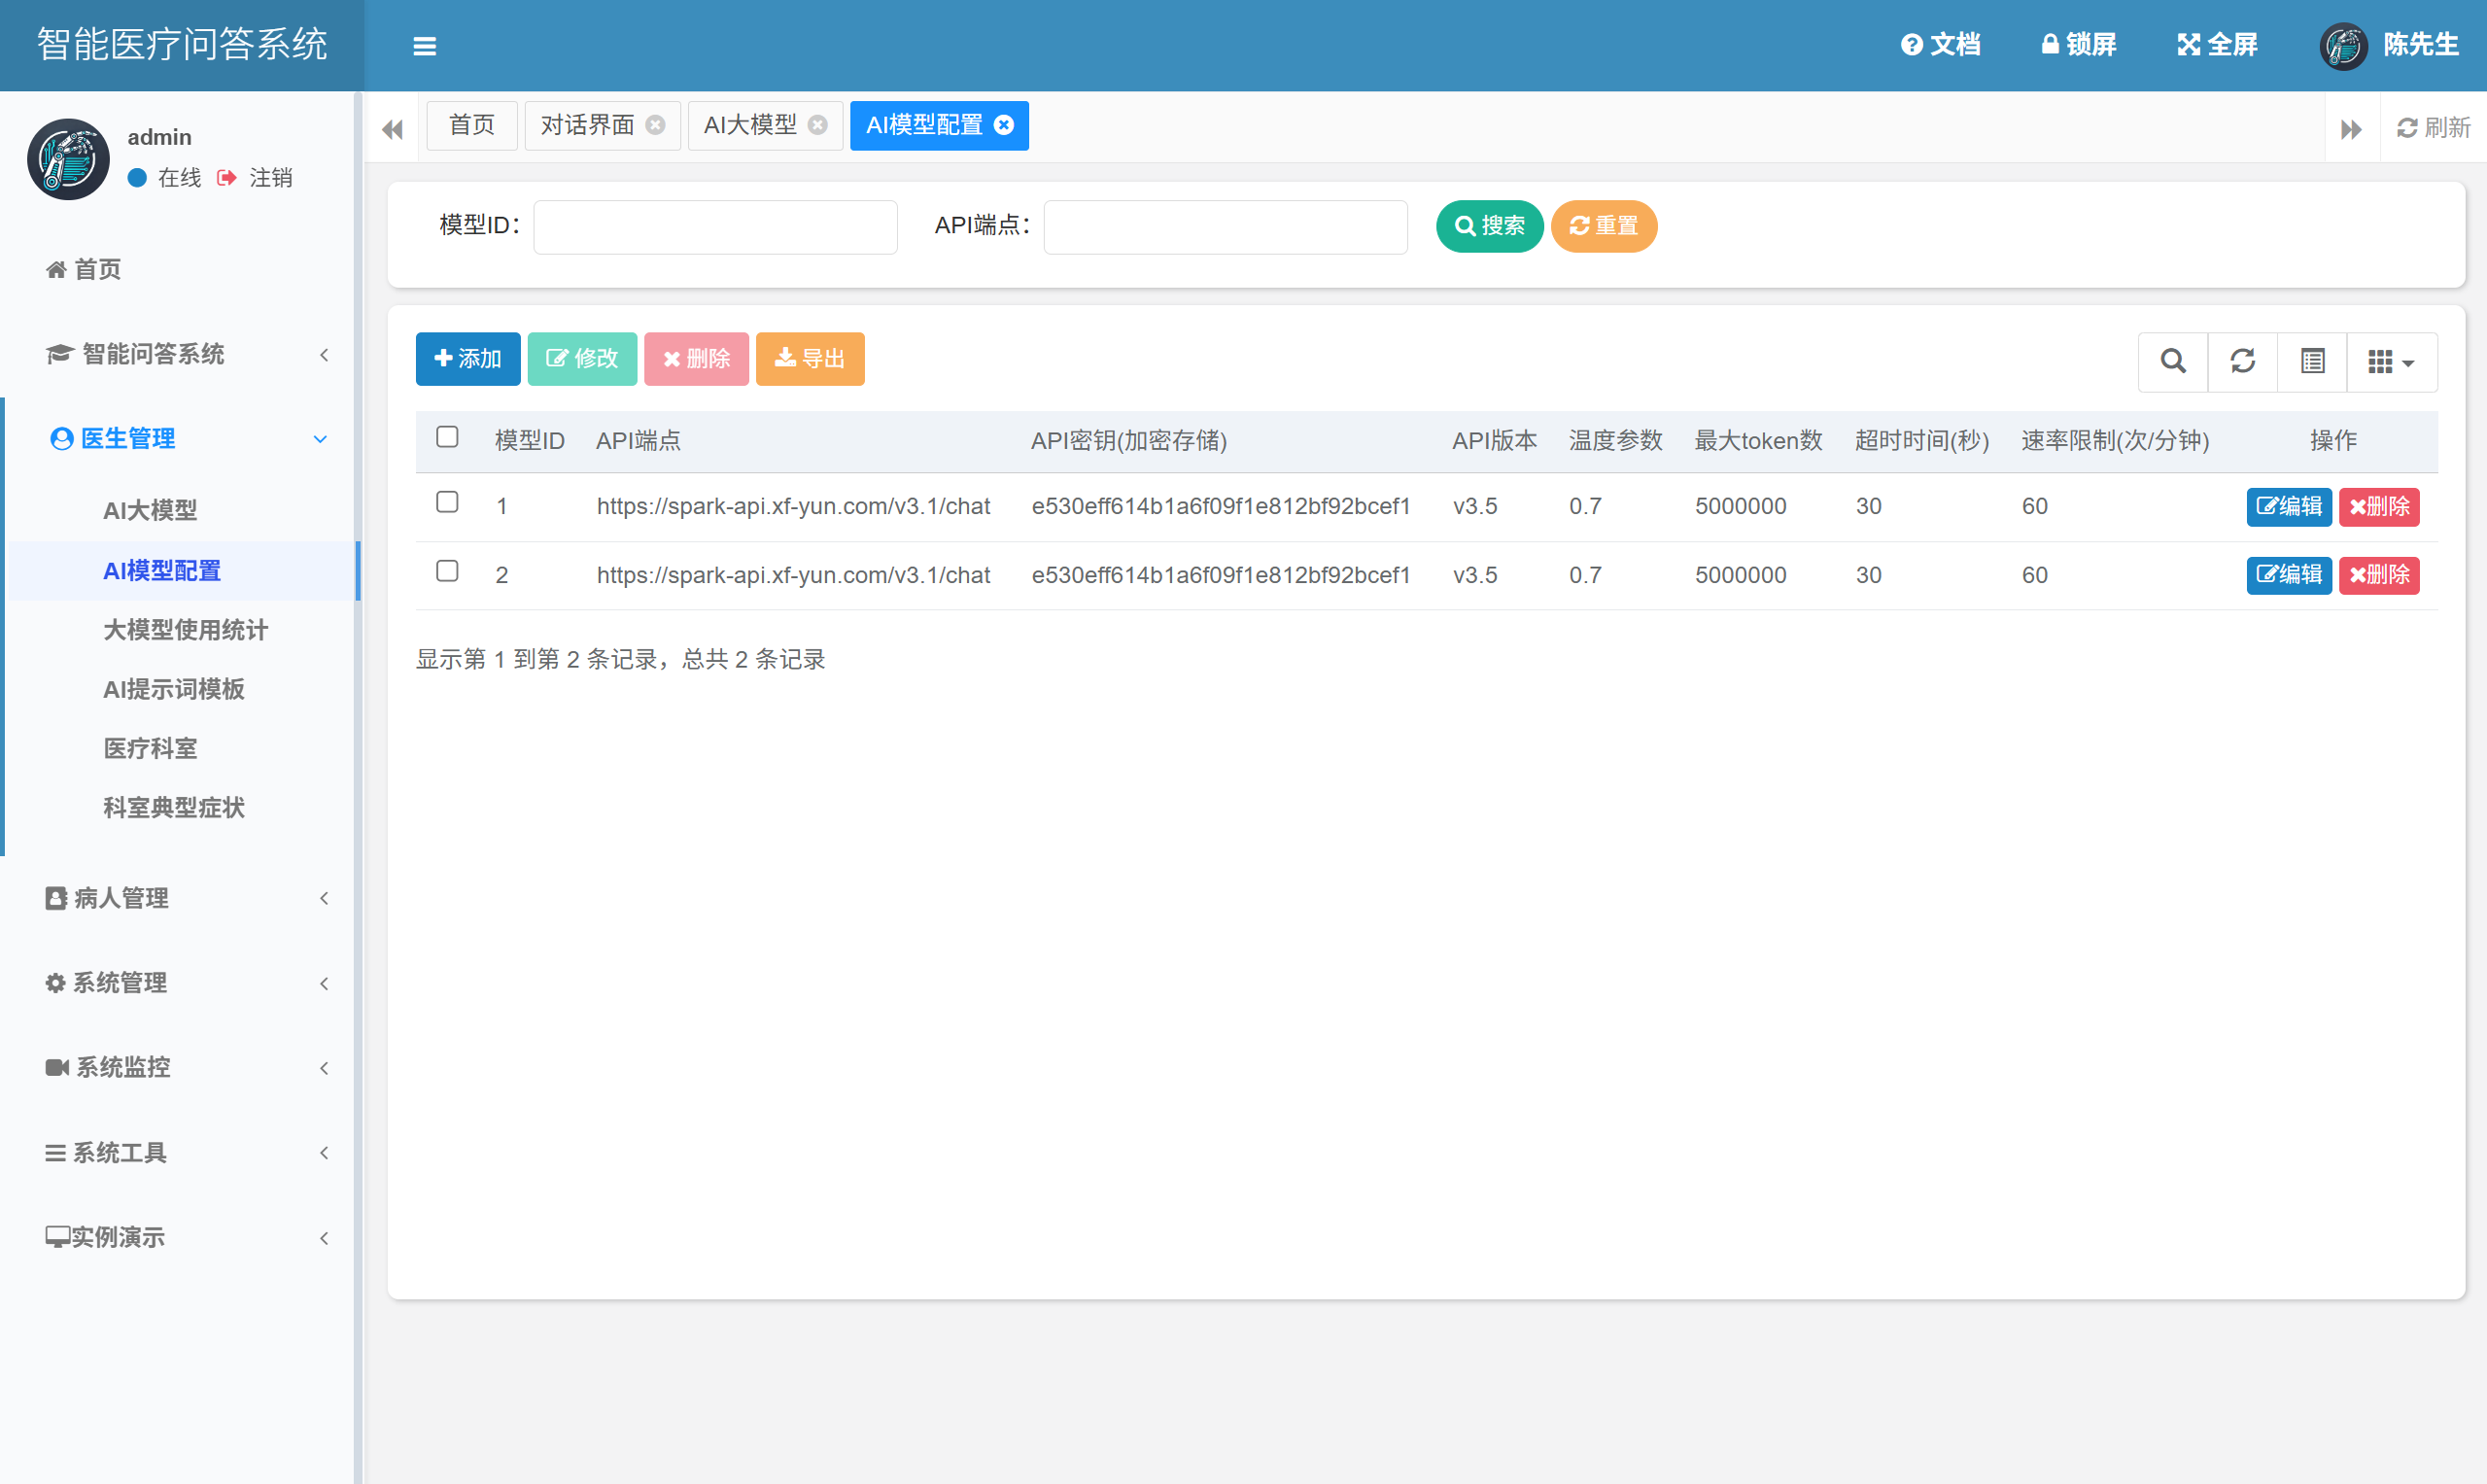 智能医疗问答系统
文档 锁屏 全屏 陈先生
admin
在线 注销
首页
智能问答系统
医生管理
AI大模型
AI模型配置
大模型使用统计
AI提示词模板
医疗科室
科室典型症状
病人管理
系统管理
系统监控
系统工具
实例演示
首页 对话界面 AI大模型 AI模型配置 刷新
模型ID： API端点： 搜索 重置
添加 修改 删除 导出
模型ID API端点 API密钥(加密存储) API版本 温度参数 最大token数 超时时间(秒) 速率限制(次/分钟) 操作
1 https://spark-api.xf-yun.com/v3.1/chat e530eff614b1a6f09f1e812bf92bcef1 v3.5 0.7 5000000 30 60 编辑 删除
2 https://spark-api.xf-yun.com/v3.1/chat e530eff614b1a6f09f1e812bf92bcef1 v3.5 0.7 5000000 30 60 编辑 删除
显示第 1 到第 2 条记录，总共 2 条记录